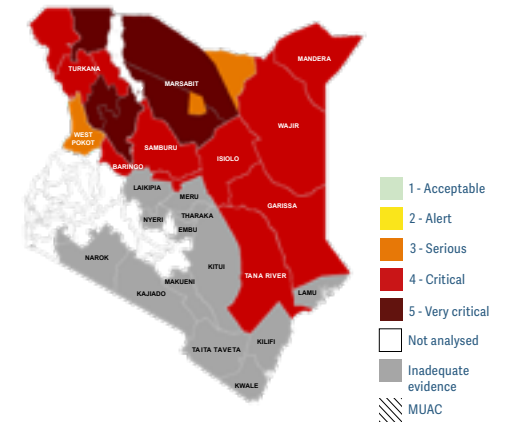 MANDERA
TURKANA
MARSABIT
WAJIR
WEST
POKOT
SAMBURU
ISIOLO
BARINGO
LAIKIPIA
MERU
GARISSA
NYERI
THARAKA
EMBU
NAROK
KITUI
TANA RIVER
MAKUENI
KAJIADO
LAMU
KILIFI
TAITA TAVETA
KWALE
1 - Acceptable
2 - Alert
3 - Serious
4 - Critical
5 - Very critical
Not analysed
Inadequate
evidence
MUAC